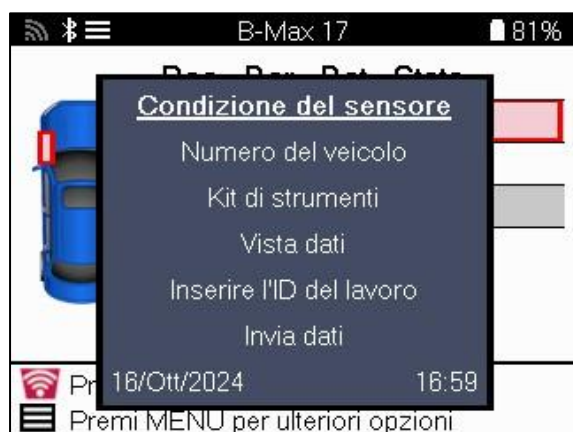 B-Max 17 81%
Condizione del sensore
Numero del veicolo
Kit di strumenti
Vista dati
Inserire l'ID del lavoro
Invia dati
16/Ott/2024 16:59
Premi MENU per ulteriori opzioni